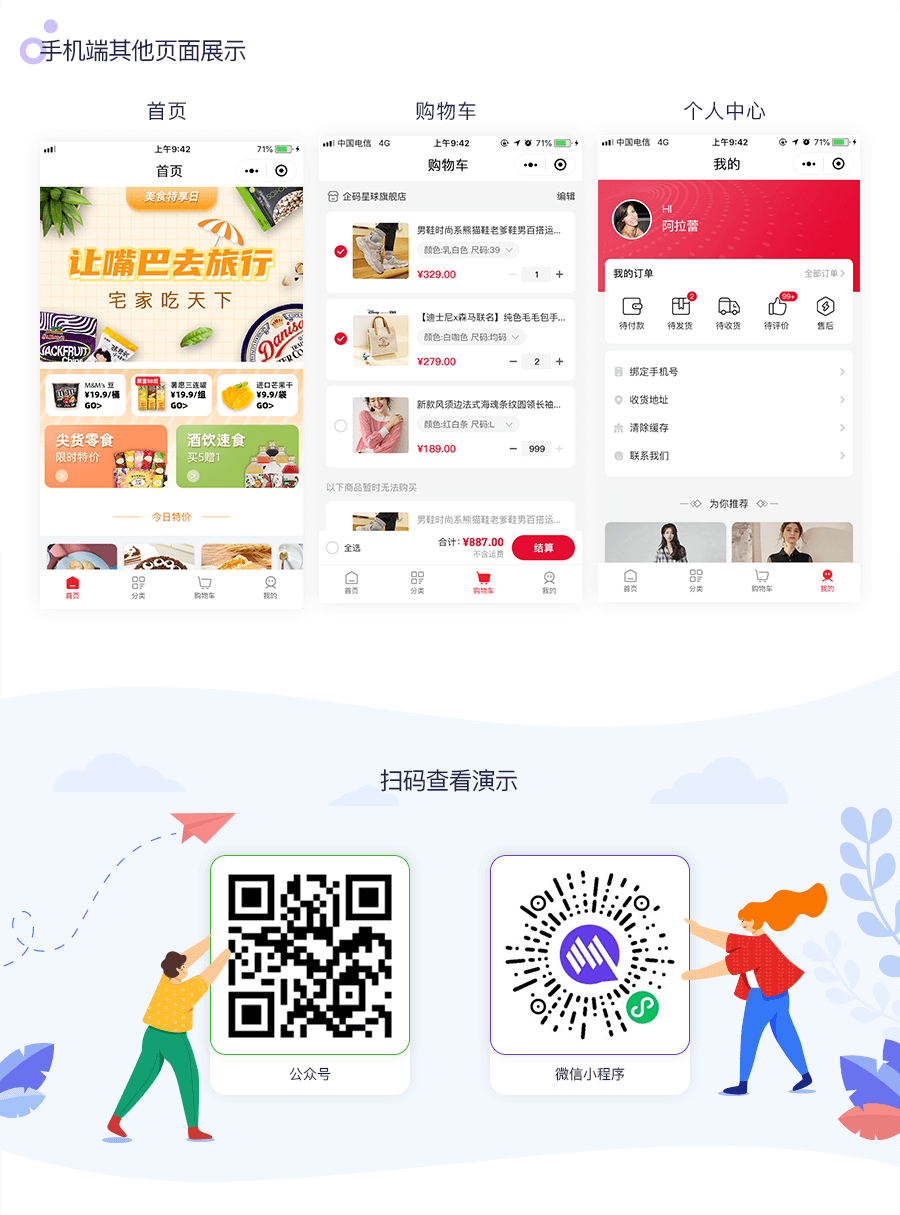 手机端其他页面展示
首页
购物车
个人中心
上午9:42
71%
首页
美食特享日
让嘴巴去旅行
宅家吃天下
JACKFRUIT
Chips
Danisa
M&M's 豆
¥19.9/桶
GO>
限量88组
薯愿三连罐
¥19.9/组
GO>
进口芒果干
¥9.9/袋
GO>
尖货零食
限时特价
酒饮速食
买5赠1
今日特价
首页
分类
购物车
我的
中国电信 4G
上午9:42
71%
购物车
企码星球旗舰店
编辑
男鞋时尚系熊猫鞋老爹鞋男百搭运...
颜色:乳白色 尺码:39
¥329.00
1
【迪士尼x森马联名】纯色毛毛包手...
颜色:白咖色 尺码:均码
¥279.00
2
新款风须边法式海魂条纹圆领长袖...
颜色:红白条 尺码:L
¥189.00
999
以下商品暂时无法购买
男鞋时尚系熊猫鞋老爹鞋男百搭运...
全选
合计: ¥887.00
不含运费
结算
首页
分类
购物车
我的
中国电信 4G
上午9:42
71%
我的
HI
阿拉蕾
我的订单
全部订单
2
99+
待付款
待发货
待收货
待评价
售后
绑定手机号
收货地址
清除缓存
联系我们
为你推荐
首页
分类
购物车
我的
扫码查看演示
公众号
微信小程序